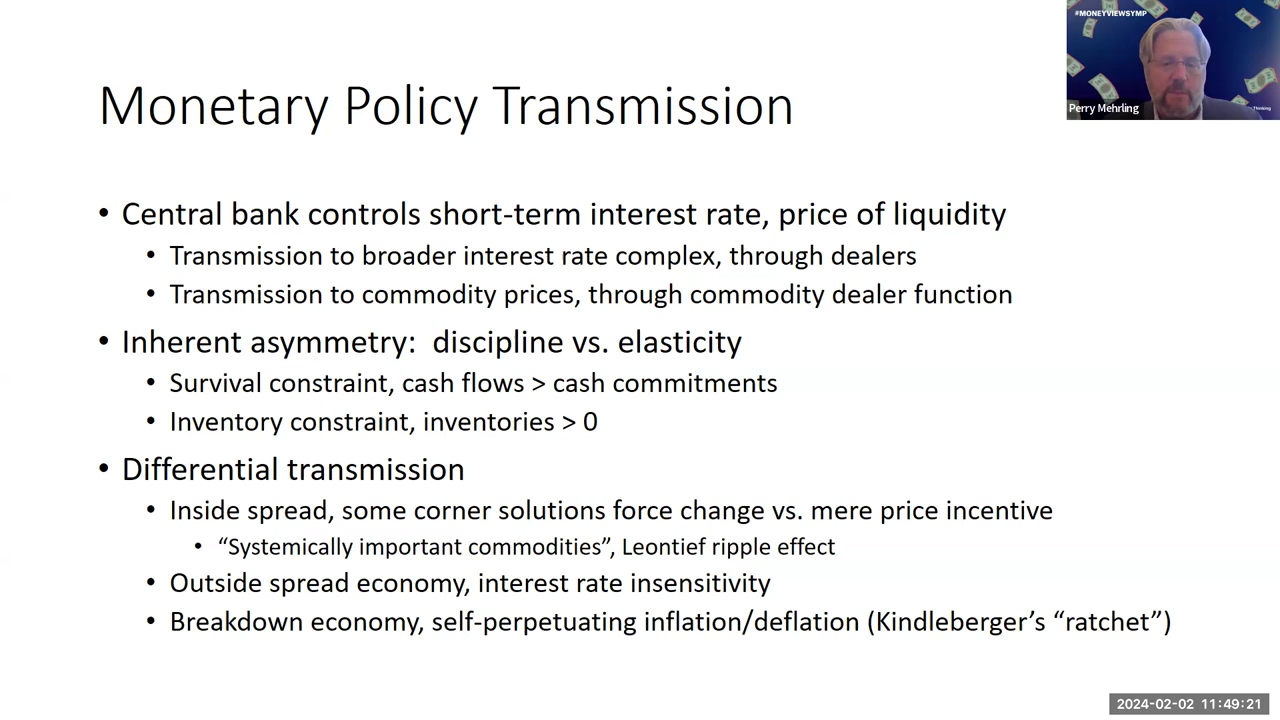 #MONEYVIEWSYMP
Perry Mehrling
Thinking
Monetary Policy Transmission
• Central bank controls short-term interest rate, price of liquidity
• Transmission to broader interest rate complex, through dealers
• Transmission to commodity prices, through commodity dealer function
• Inherent asymmetry:  discipline vs. elasticity
• Survival constraint, cash flows > cash commitments
• Inventory constraint, inventories > 0
• Differential transmission
• Inside spread, some corner solutions force change vs. mere price incentive
• “Systemically important commodities”, Leontief ripple effect
• Outside spread economy, interest rate insensitivity
• Breakdown economy, self-perpetuating inflation/deflation (Kindleberger’s “ratchet”)
2024-02-02 11:49:21